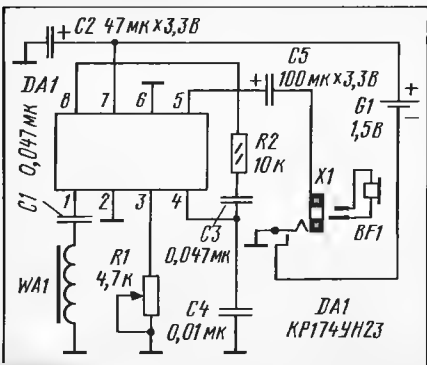 C2 47мк×3,3В
C5
100мк×3,3В
DA1
0,047мк
8
7
6
5
+
+
+
−
G1
1,5В
R2
10к
X1
C1
1
2
3
4
C3
0,047мк
BF1
WA1
R1
4,7к
C4
0,01мк
DA1
КР174УН23